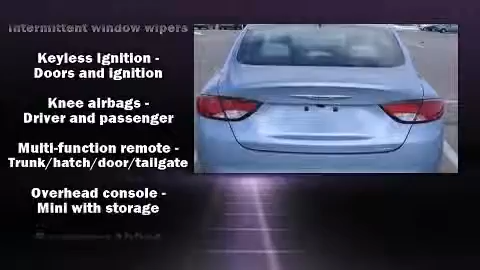 Intermittent window wipers
Keyless Ignition -
Doors and ignition
Knee airbags -
Driver and passenger
Multi-function remote -
Trunk/hatch/door/tailgate
Overhead console -
Mini with storage